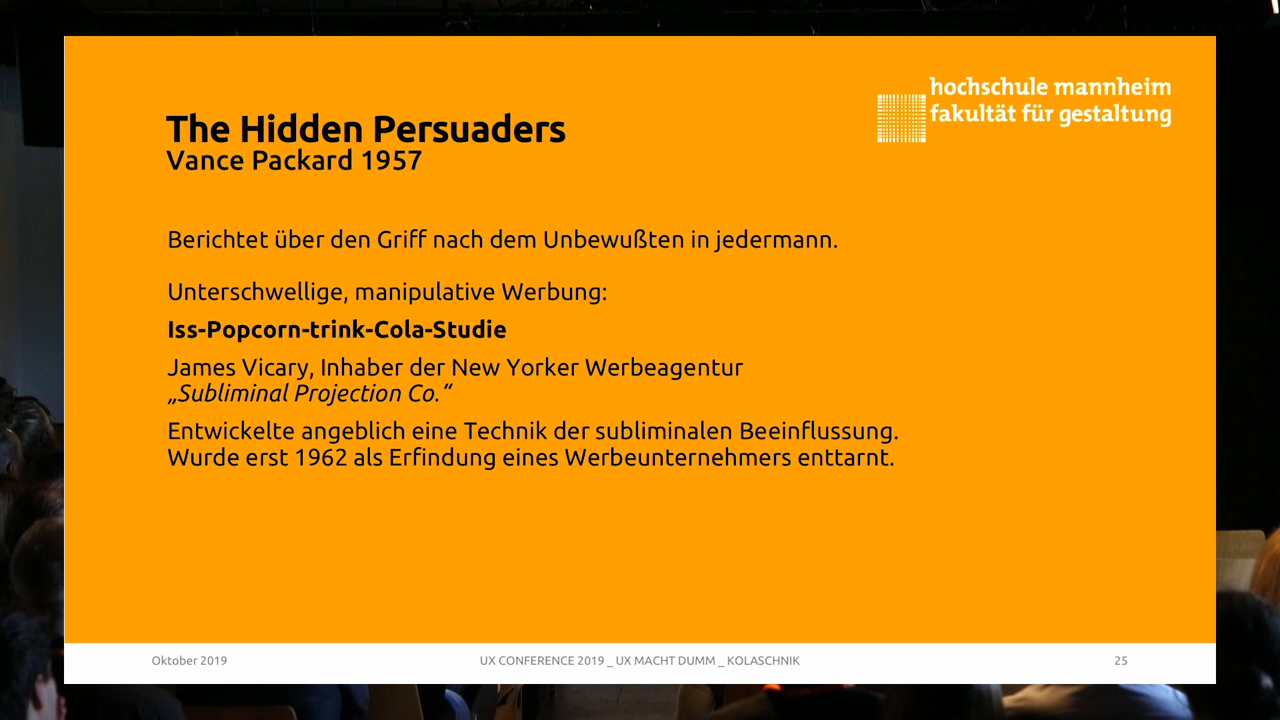 hochschule mannheim
fakultät für gestaltung
The Hidden Persuaders
Vance Packard 1957
Berichtet über den Griff nach dem Unbewußten in jedermann.
Unterschwellige, manipulative Werbung:
Iss-Popcorn-trink-Cola-Studie
James Vicary, Inhaber der New Yorker Werbeagentur
„Subliminal Projection Co.“
Entwickelte angeblich eine Technik der subliminalen Beeinflussung.
Wurde erst 1962 als Erfindung eines Werbeunternehmers enttarnt.
Oktober 2019
UX CONFERENCE 2019 _ UX MACHT DUMM _ KOLASCHNIK
25